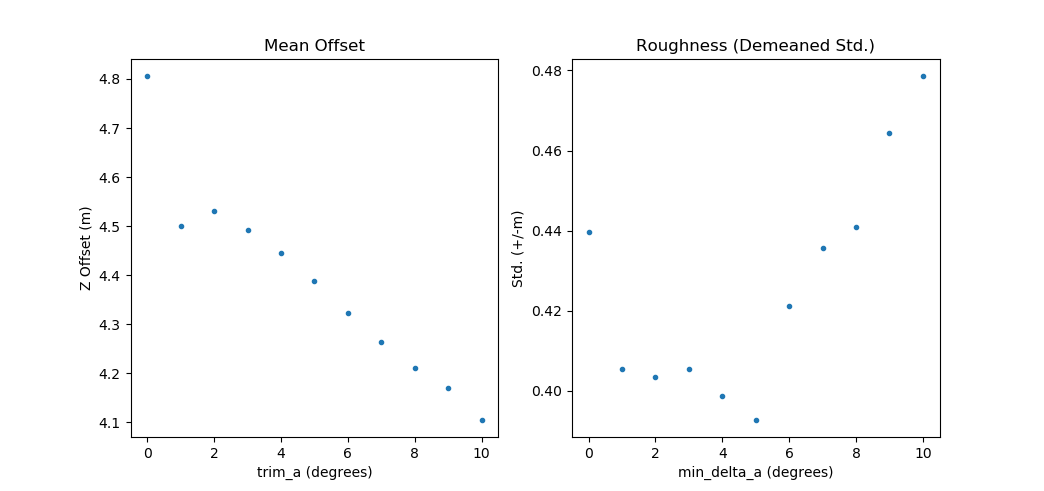 Mean Offset
Z Offset (m)
4.8
4.7
4.6
4.5
4.4
4.3
4.2
4.1
0 2 4 6 8 10
trim_a (degrees)
Roughness (Demeaned Std.)
Std. (+/-m)
0.48
0.46
0.44
0.42
0.40
0 2 4 6 8 10
min_delta_a (degrees)